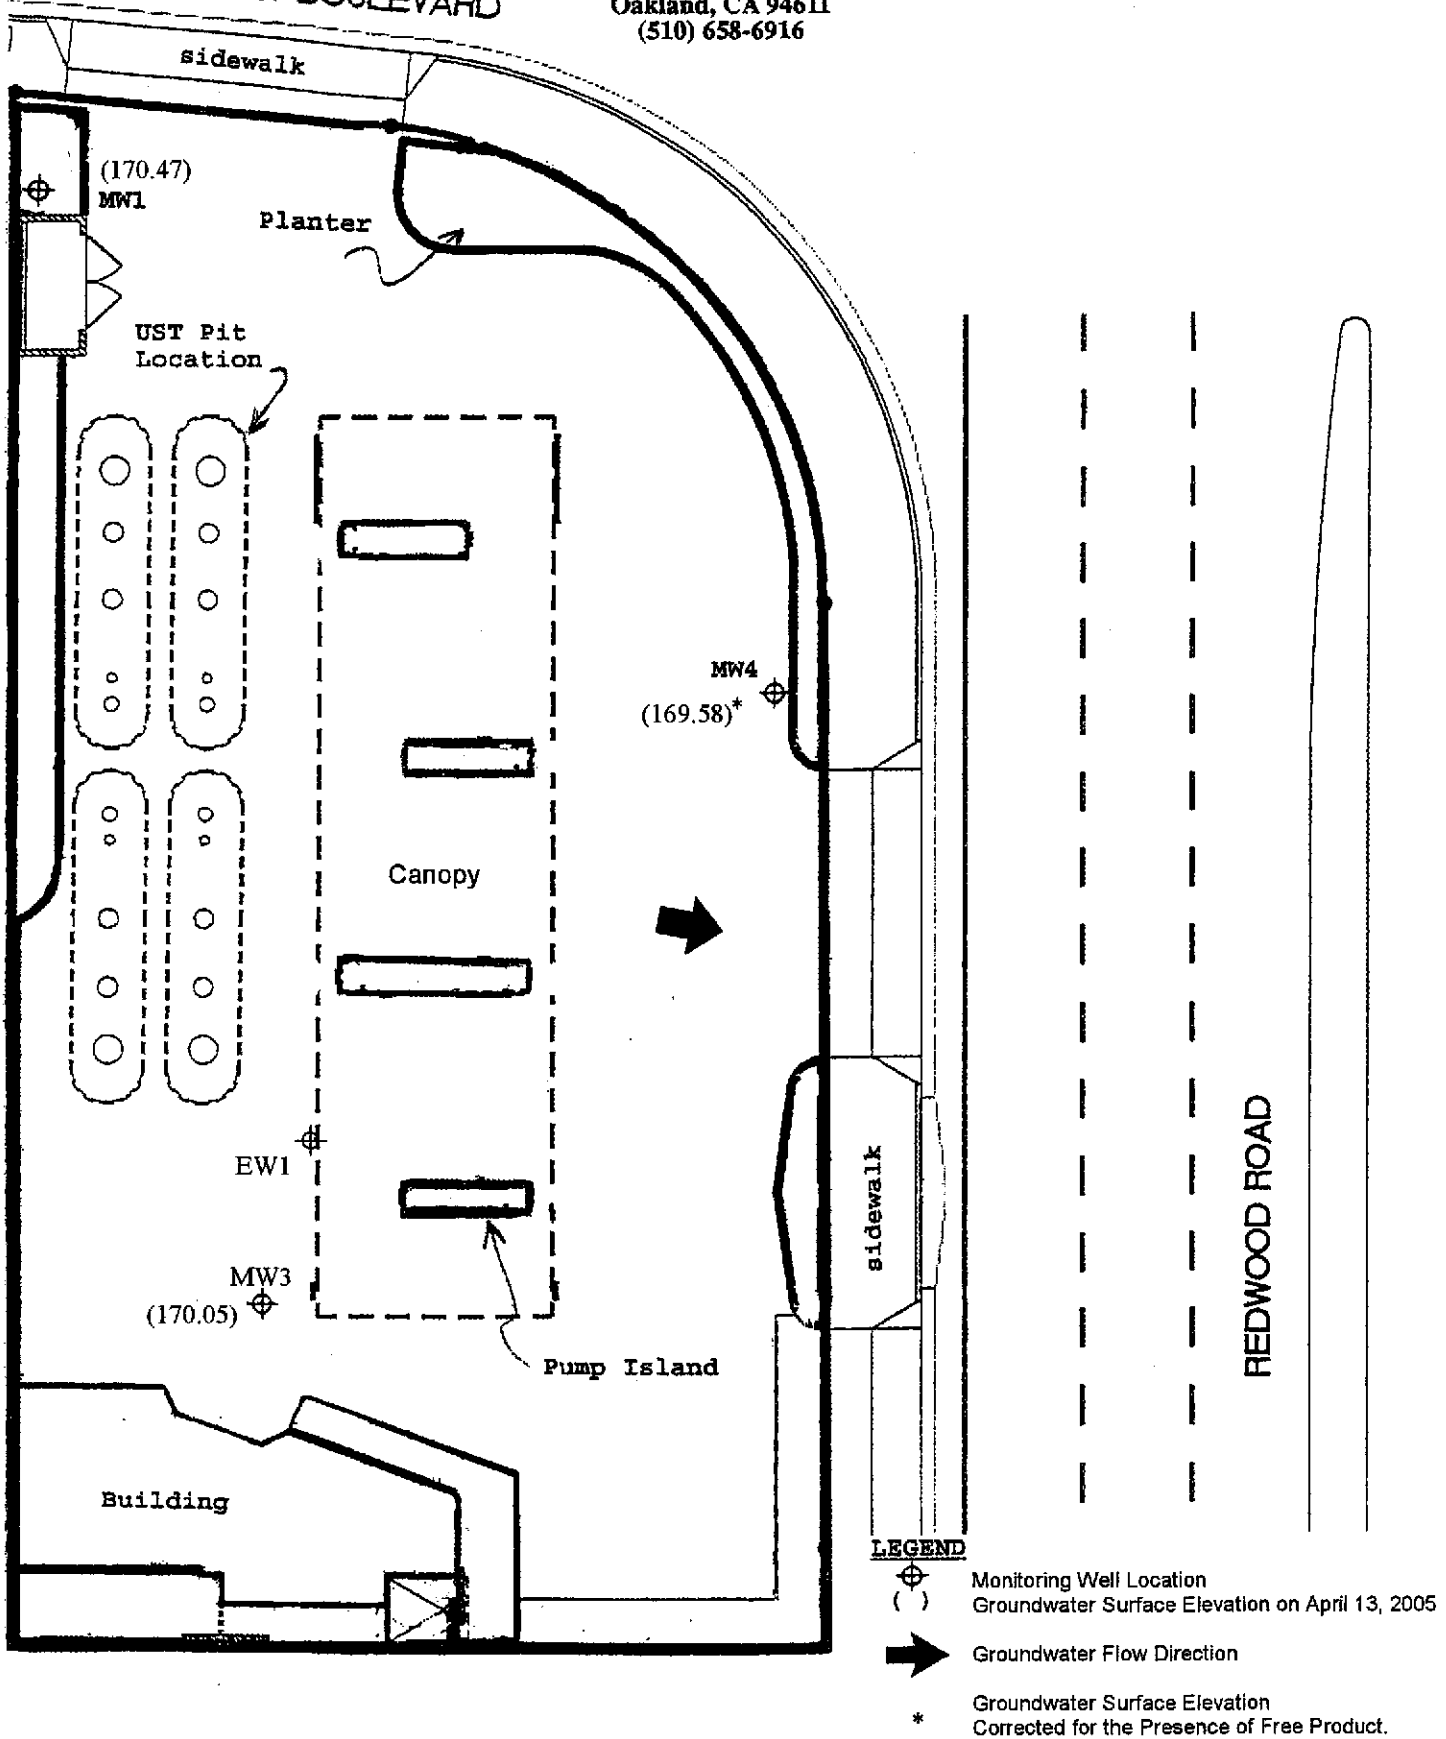 BOULEVARD
Oakland, CA 94611
(510) 658-6916
sidewalk
(170.47)
MW1
Planter
UST Pit
Location
MW4
(169.58)*
Canopy
EW1
MW3
(170.05)
Pump Island
sidewalk
REDWOOD ROAD
Building
LEGEND
Monitoring Well Location
( ) Groundwater Surface Elevation on April 13, 2005
Groundwater Flow Direction
Groundwater Surface Elevation
* Corrected for the Presence of Free Product.